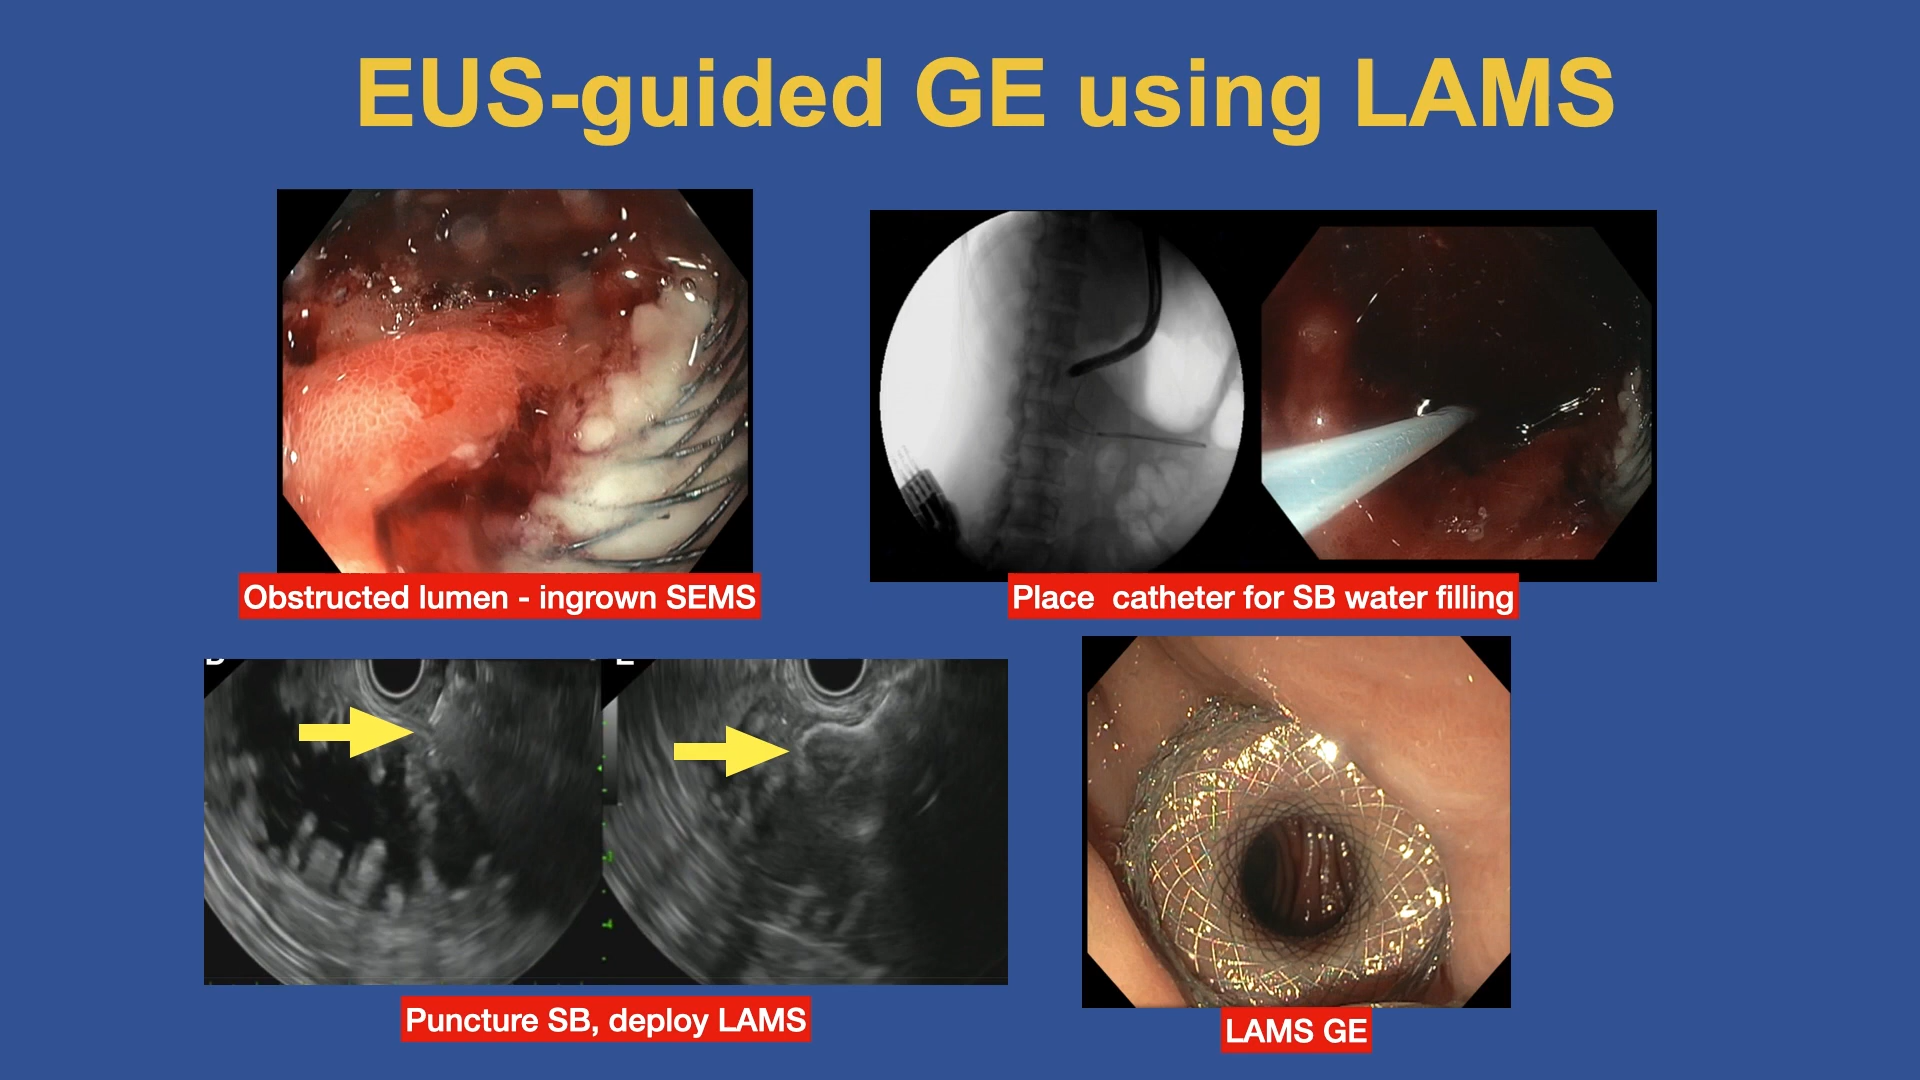 EUS-guided GE using LAMS
Obstructed lumen - ingrown SEMS
Place  catheter for SB water filling
Puncture SB, deploy LAMS
LAMS GE